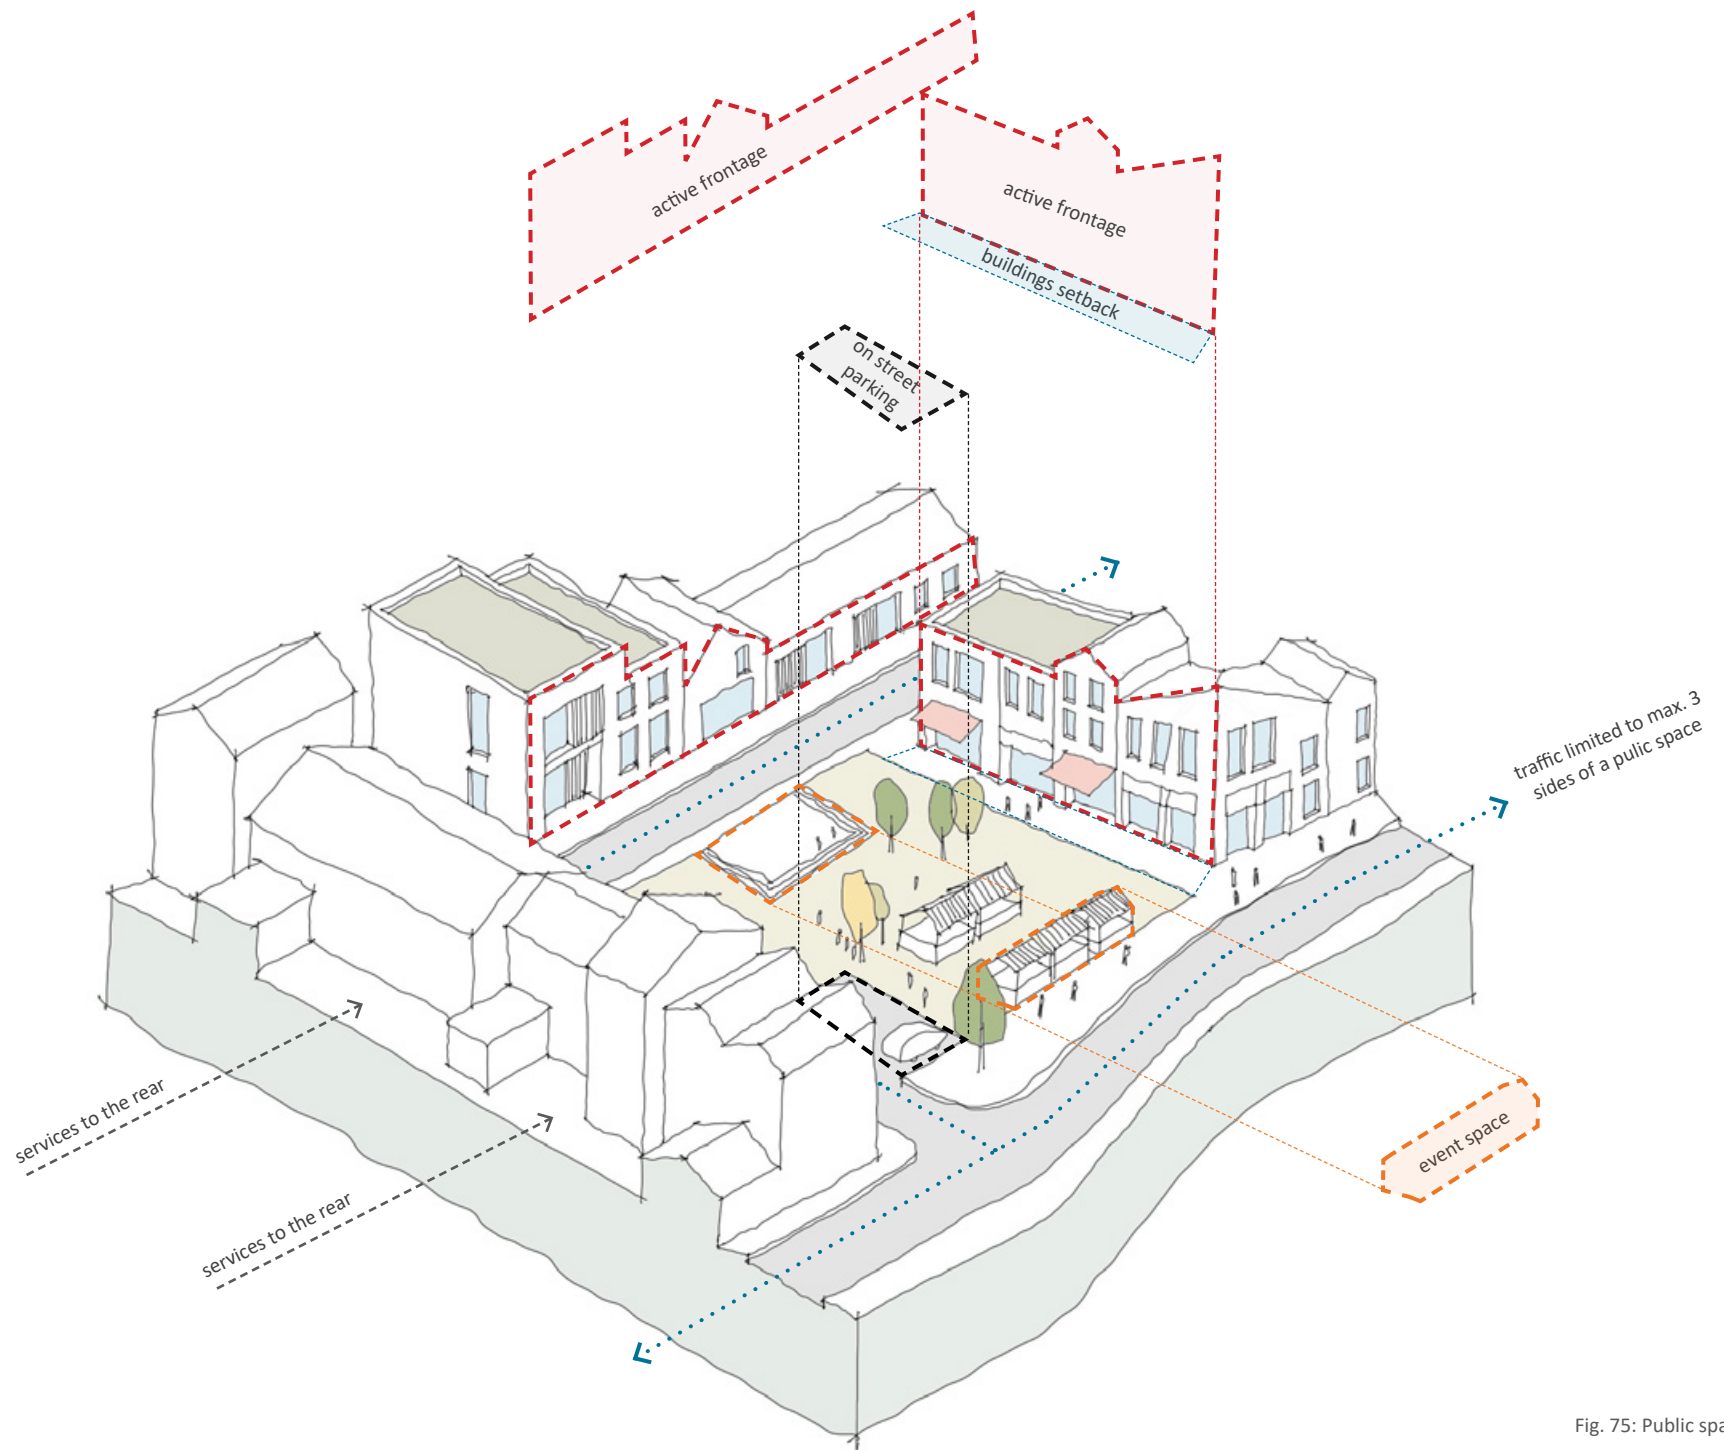 active frontage
active frontage
buildings setback
on street
parking
traffic limited to max. 3
sides of a pulic space
services to the rear
services to the rear
event space
Fig. 75: Public spa